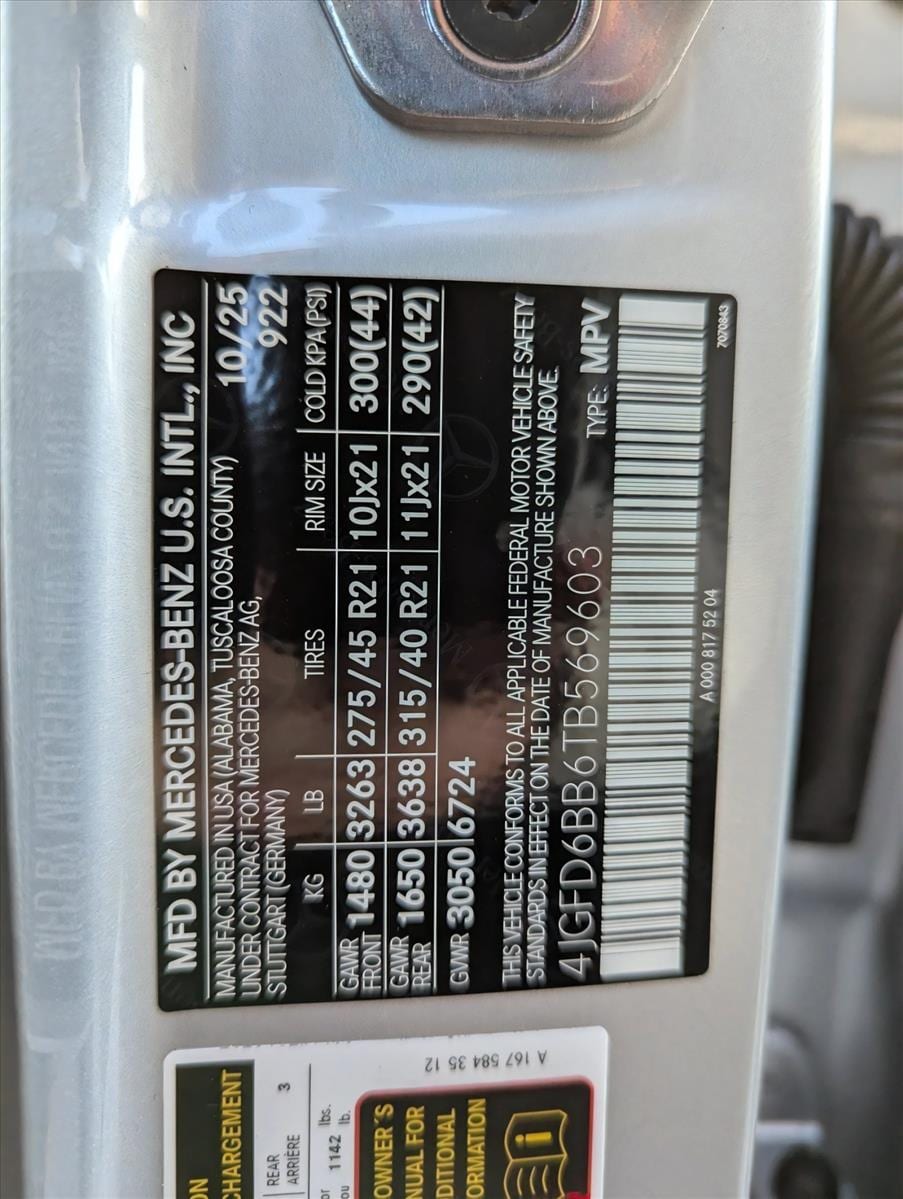 MFD BY MERCEDES-BENZ U.S. INTL., INC
MANUFACTURED IN USA (ALABAMA, TUSCALOOSA COUNTY) 10/25
UNDER CONTRACT FOR MERCEDES-BENZ AG, 922
STUTTGART (GERMANY)
KG LB TIRES RIM SIZE COLD KPA(PSI)
GAWR FRONT 1480 3263 275/45 R21 10Jx21 300(44)
GAWR REAR 1650 3638 315/40 R21 11Jx21 290(42)
GVWR 3050 6724
THIS VEHICLE CONFORMS TO ALL APPLICABLE FEDERAL MOTOR VEHICLE SAFETY
STANDARDS IN EFFECT ON THE DATE OF MANUFACTURE SHOWN ABOVE.
4JGFD6BB6TB569603 TYPE: MPV
A 000 817 52 04
7070843
CHARGEMENT
REAR
ARRIÈRE 3
1142 lbs.
lb.
OWNER'S
ORMATION
A 167 584 35 12